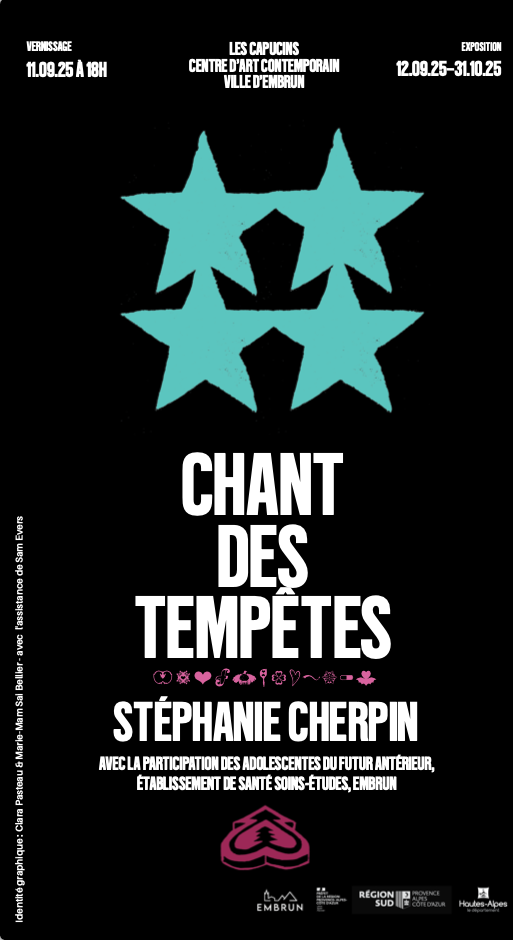 VERNISSAGE
11.09.25 À 18H
LES CAPUCINS
CENTRE D'ART CONTEMPORAIN
VILLE D'EMBRUN
EXPOSITION
12.09.25–31.10.25
CHANT
DES
TEMPÊTES
STÉPHANIE CHERPIN
AVEC LA PARTICIPATION DES ADOLESCENTES DU FUTUR ANTÉRIEUR,
ÉTABLISSEMENT DE SANTÉ SOINS-ÉTUDES, EMBRUN
Identité graphique : Clara Pasteau & Marie-Mam Sai Bellier - avec l'assistance de Sam Evers
EMBRUN
RÉGION
SUD
PROVENCE
ALPES
CÔTE D'AZUR
Hautes-Alpes
le département